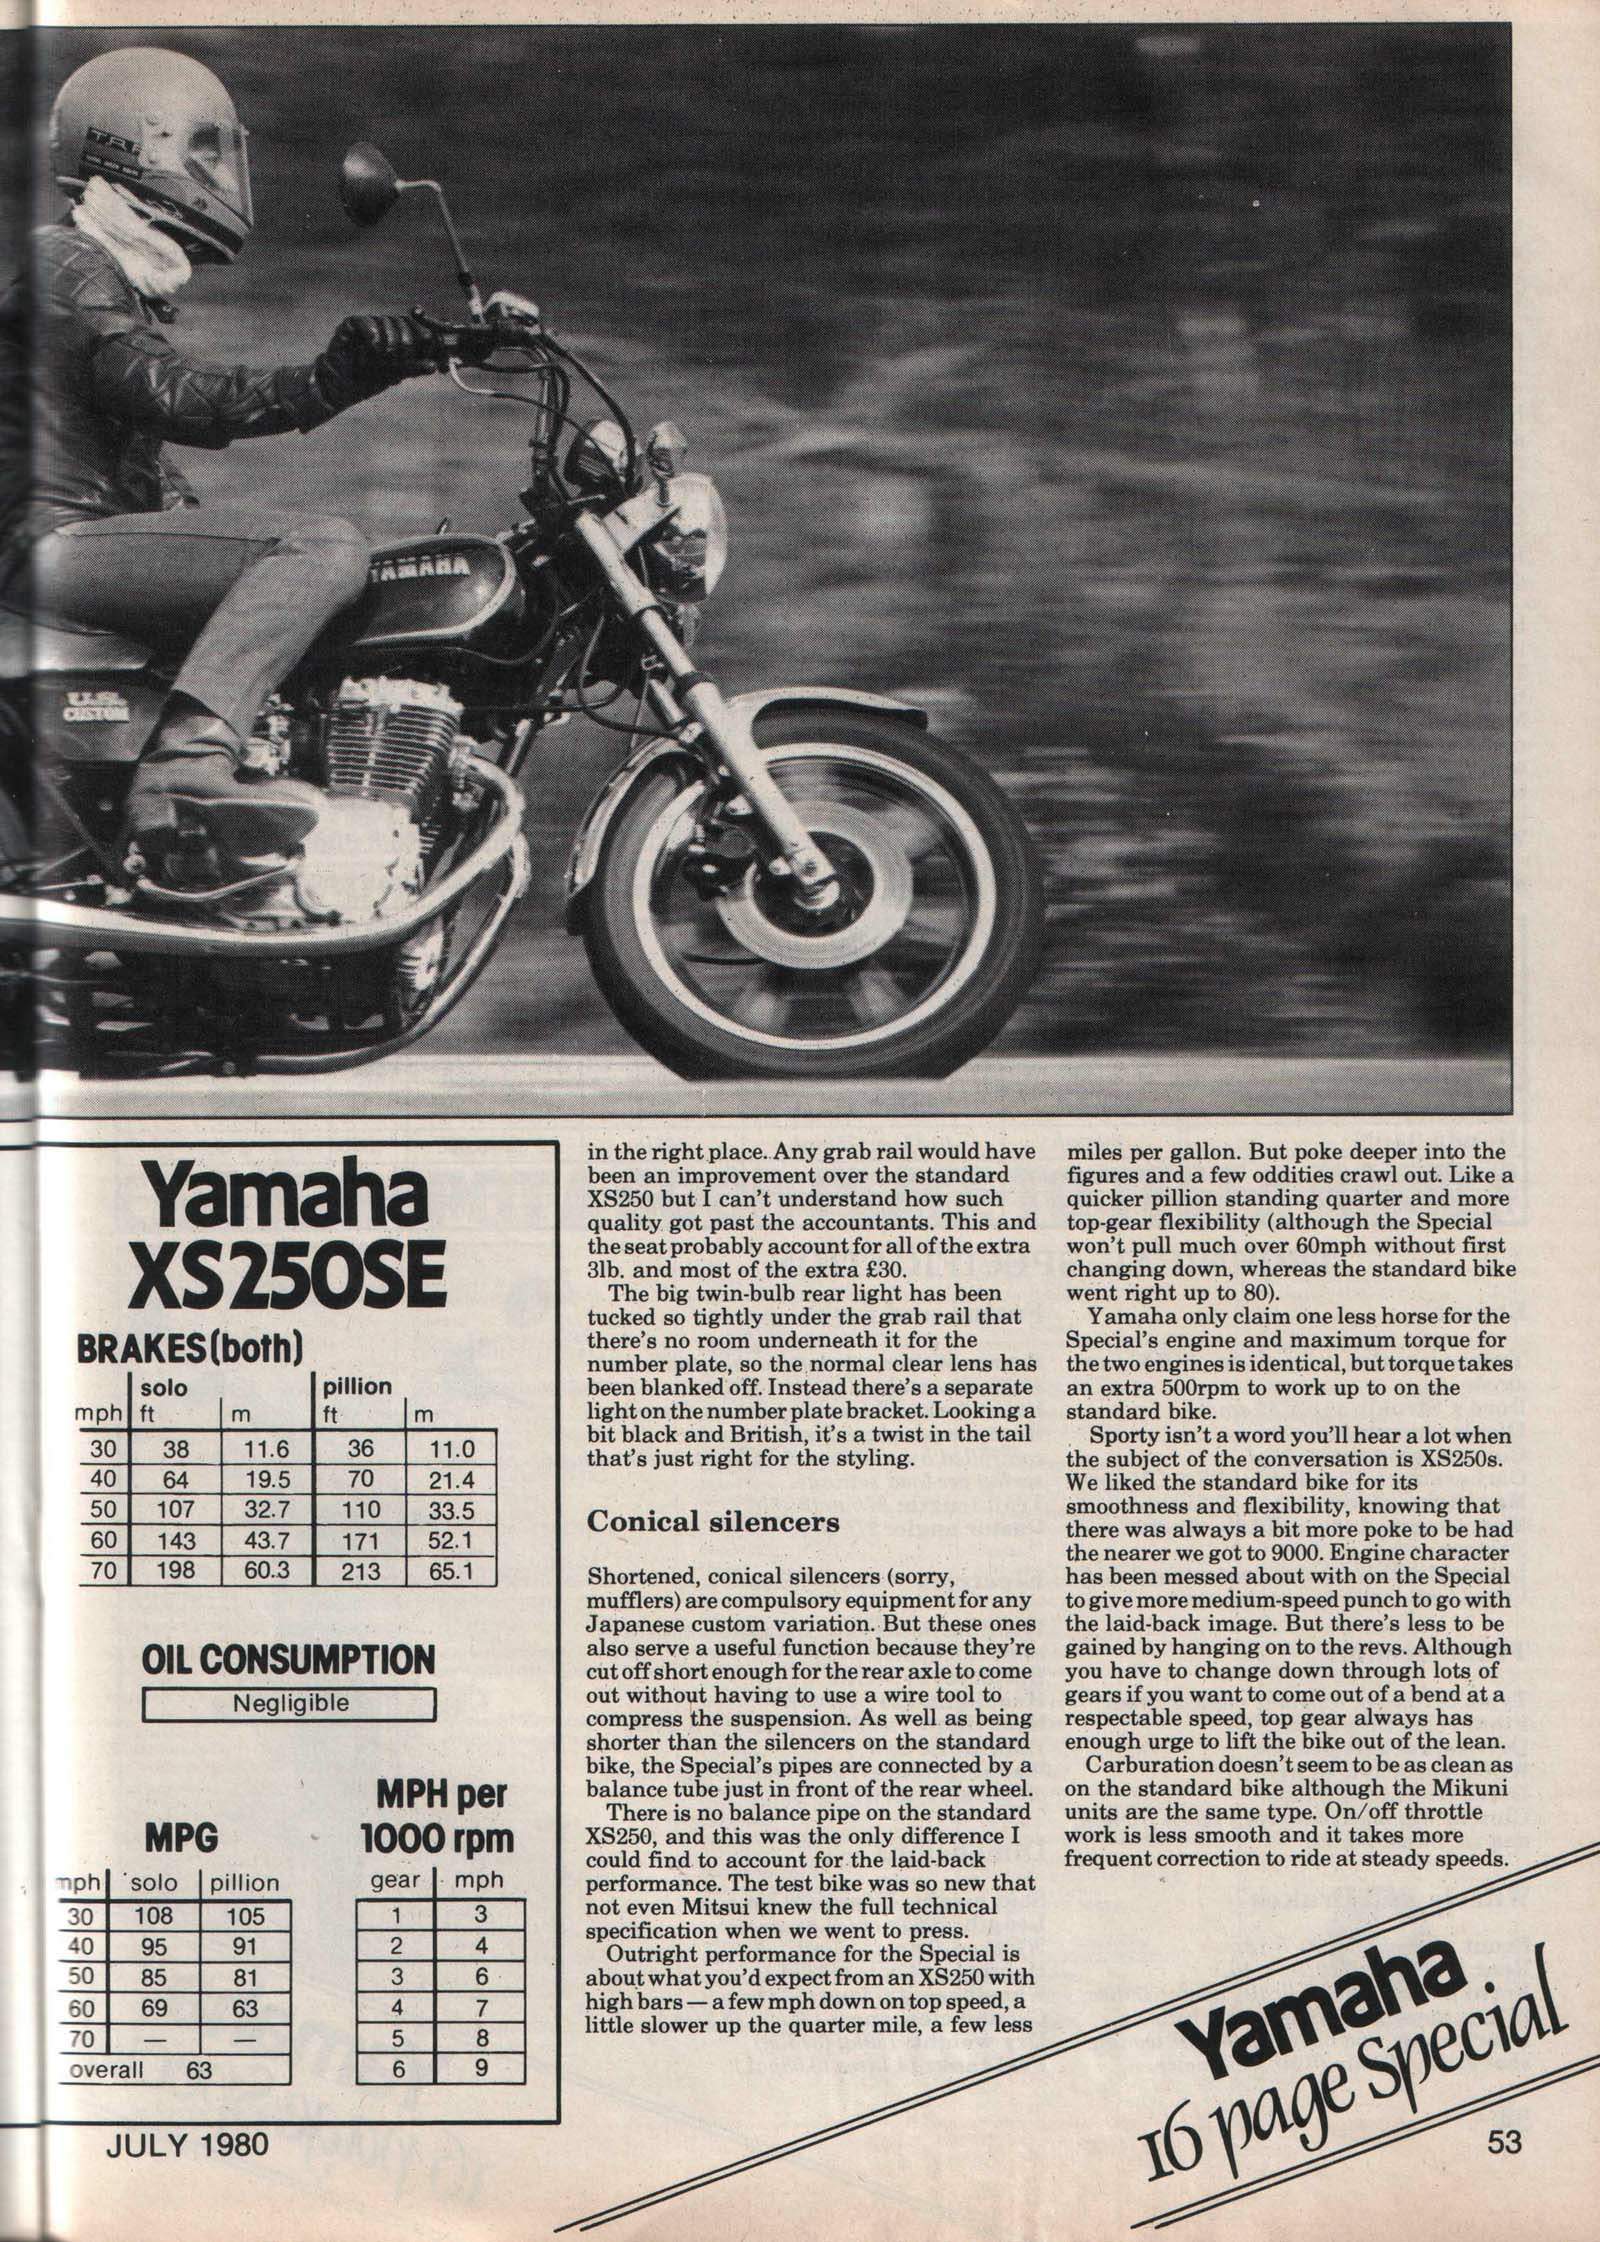 YAMAHA
U.S.
CUSTOM
Yamaha
XS250SE
BRAKES (both)
solo pillion
mph ft m ft m
30 38 11.6 36 11.0
40 64 19.5 70 21.4
50 107 32.7 110 33.5
60 143 43.7 171 52.1
70 198 60.3 213 65.1
OIL CONSUMPTION
Negligible
MPG
mph solo pillion
30 108 105
40 95 91
50 85 81
60 69 63
70 — —
overall 63
MPH per
1000 rpm
gear mph
1 3
2 4
3 6
4 7
5 8
6 9
in the right place. Any grab rail would have
been an improvement over the standard
XS250 but I can't understand how such
quality got past the accountants. This and
the seat probably account for all of the extra
3lb. and most of the extra £30.
The big twin-bulb rear light has been
tucked so tightly under the grab rail that
there's no room underneath it for the
number plate, so the normal clear lens has
been blanked off. Instead there's a separate
light on the number plate bracket. Looking a
bit black and British, it's a twist in the tail
that's just right for the styling.
Conical silencers
Shortened, conical silencers (sorry,
mufflers) are compulsory equipment for any
Japanese custom variation. But these ones
also serve a useful function because they're
cut off short enough for the rear axle to come
out without having to use a wire tool to
compress the suspension. As well as being
shorter than the silencers on the standard
bike, the Special's pipes are connected by a
balance tube just in front of the rear wheel.
There is no balance pipe on the standard
XS250, and this was the only difference I
could find to account for the laid-back
performance. The test bike was so new that
not even Mitsui knew the full technical
specification when we went to press.
Outright performance for the Special is
about what you'd expect from an XS250 with
high bars — a few mph down on top speed, a
little slower up the quarter mile, a few less
miles per gallon. But poke deeper into the
figures and a few oddities crawl out. Like a
quicker pillion standing quarter and more
top-gear flexibility (although the Special
won't pull much over 60mph without first
changing down, whereas the standard bike
went right up to 80).
Yamaha only claim one less horse for the
Special's engine and maximum torque for
the two engines is identical, but torque takes
an extra 500rpm to work up to on the
standard bike.
Sporty isn't a word you'll hear a lot when
the subject of the conversation is XS250s.
We liked the standard bike for its
smoothness and flexibility, knowing that
there was always a bit more poke to be had
the nearer we got to 9000. Engine character
has been messed about with on the Special
to give more medium-speed punch to go with
the laid-back image. But there's less to be
gained by hanging on to the revs. Although
you have to change down through lots of
gears if you want to come out of a bend at a
respectable speed, top gear always has
enough urge to lift the bike out of the lean.
Carburation doesn't seem to be as clean as
on the standard bike although the Mikuni
units are the same type. On/off throttle
work is less smooth and it takes more
frequent correction to ride at steady speeds.
Yamaha
16 page Special
JULY 1980
53